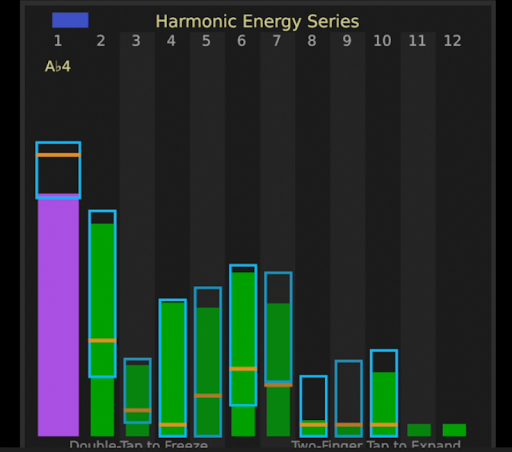 Harmonic Energy Series
1 2 3 4 5 6 7 8 9 10 11 12
A♭4
Double-Tap to Freeze Two-Finger Tap to Expand